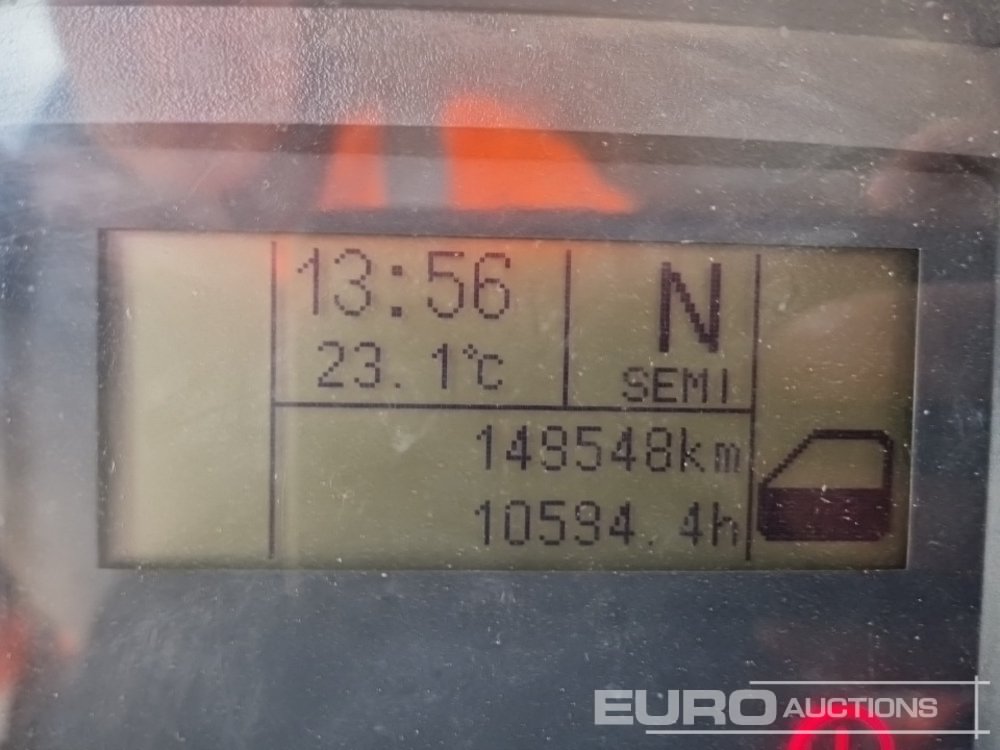 13:56
23.1℃
N
SEMI
149548km
10594.4h
EURO AUCTIONS